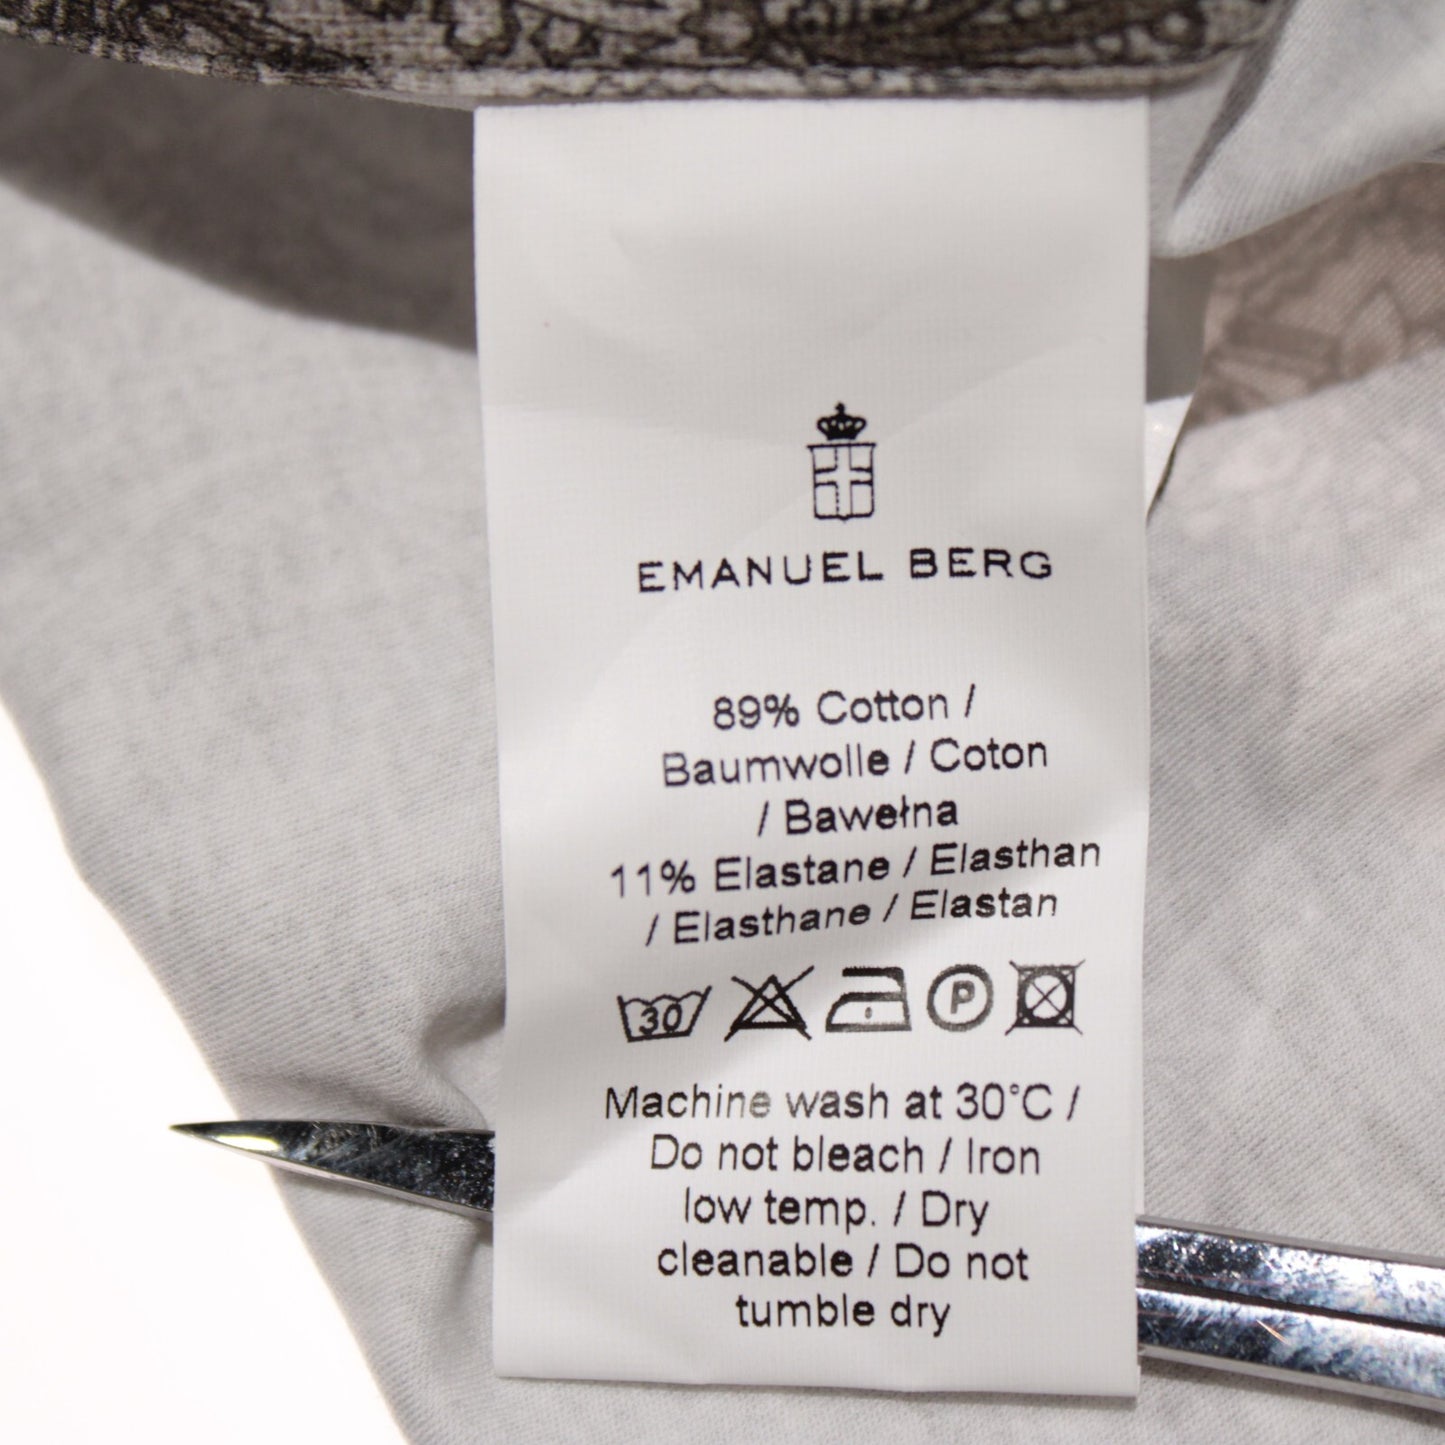 EMANUEL BERG
89% Cotton /
Baumwolle / Coton
/ Bawełna
11% Elastane / Elasthan
/ Elasthane / Elastan
30 P
Machine wash at 30°C /
Do not bleach / Iron
low temp. / Dry
cleanable / Do not
tumble dry